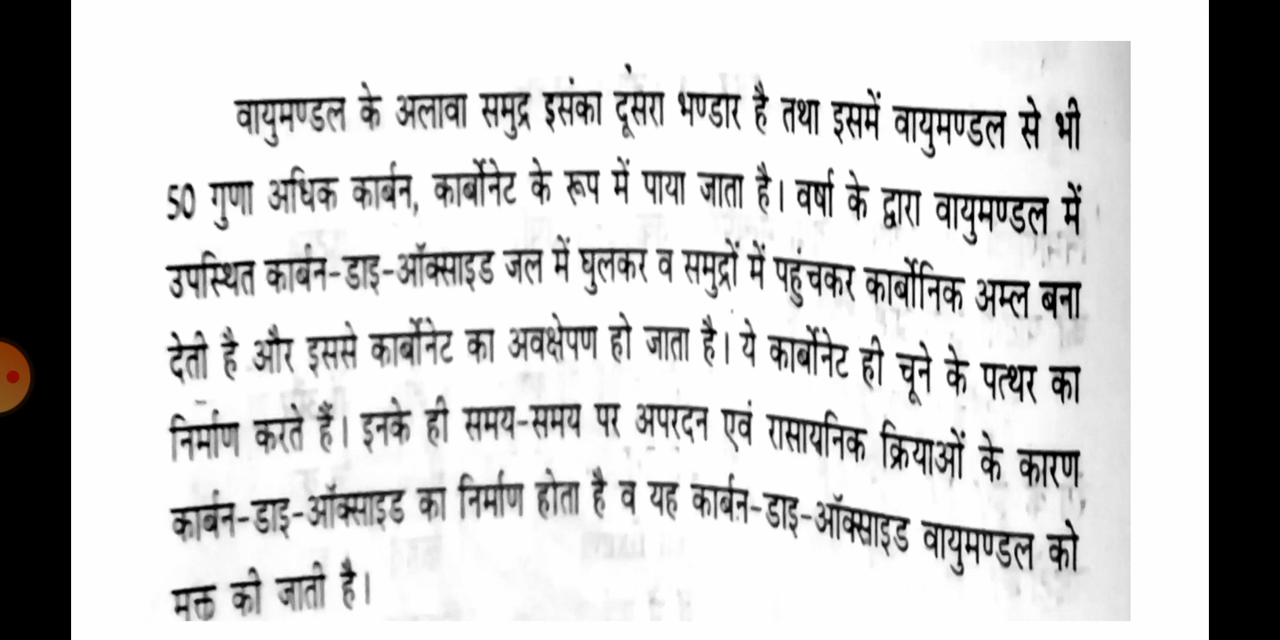 वायुमण्डल के अलावा समुद्र इसका दूसरा भण्डार है तथा इसमें वायुमण्डल से भी
50 गुणा अधिक कार्बन, कार्बोनेट के रूप में पाया जाता है। वर्षा के द्वारा वायुमण्डल में
उपस्थित कार्बन-डाइ-ऑक्साइड जल में घुलकर व समुद्रों में पहुंचकर कार्बोनिक अम्ल बना
देती है और इससे कार्बोनेट का अवक्षेपण हो जाता है। ये कार्बोनेट ही चूने के पत्थर का
निर्माण करते हैं। इनके ही समय-समय पर अपरदन एवं रासायनिक क्रियाओं के कारण
कार्बन-डाइ-ऑक्साइड का निर्माण होता है व यह कार्बन-डाइ-ऑक्साइड वायुमण्डल को
मुक्त की जाती है।